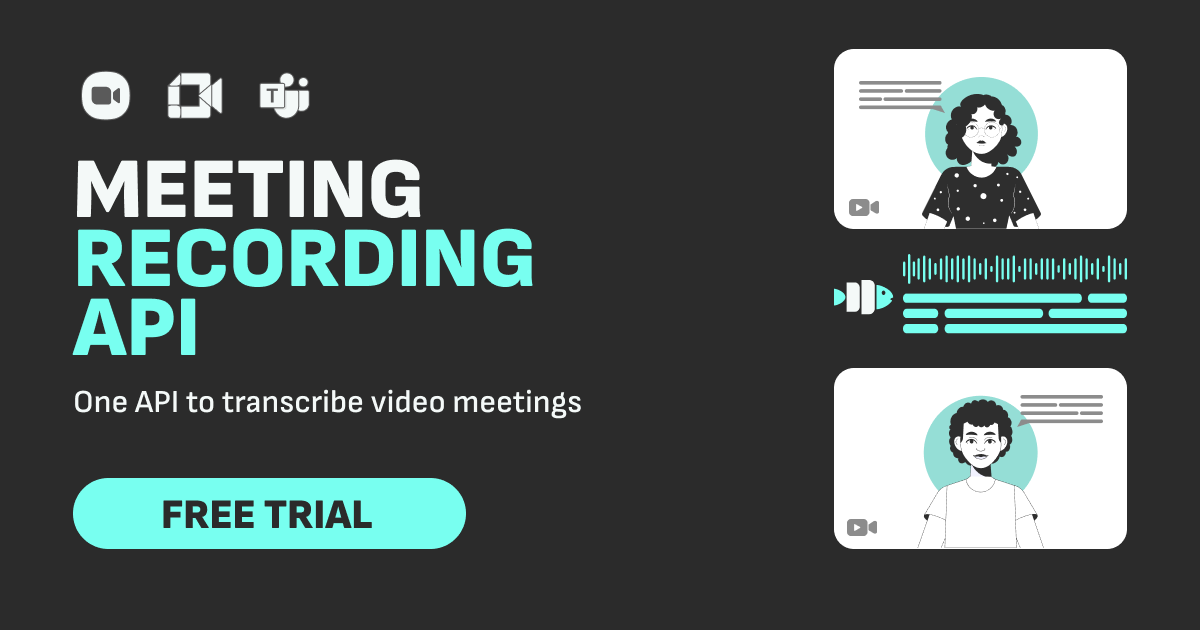 T
MEETING
RECORDING
API
One API to transcribe video meetings
FREE TRIAL